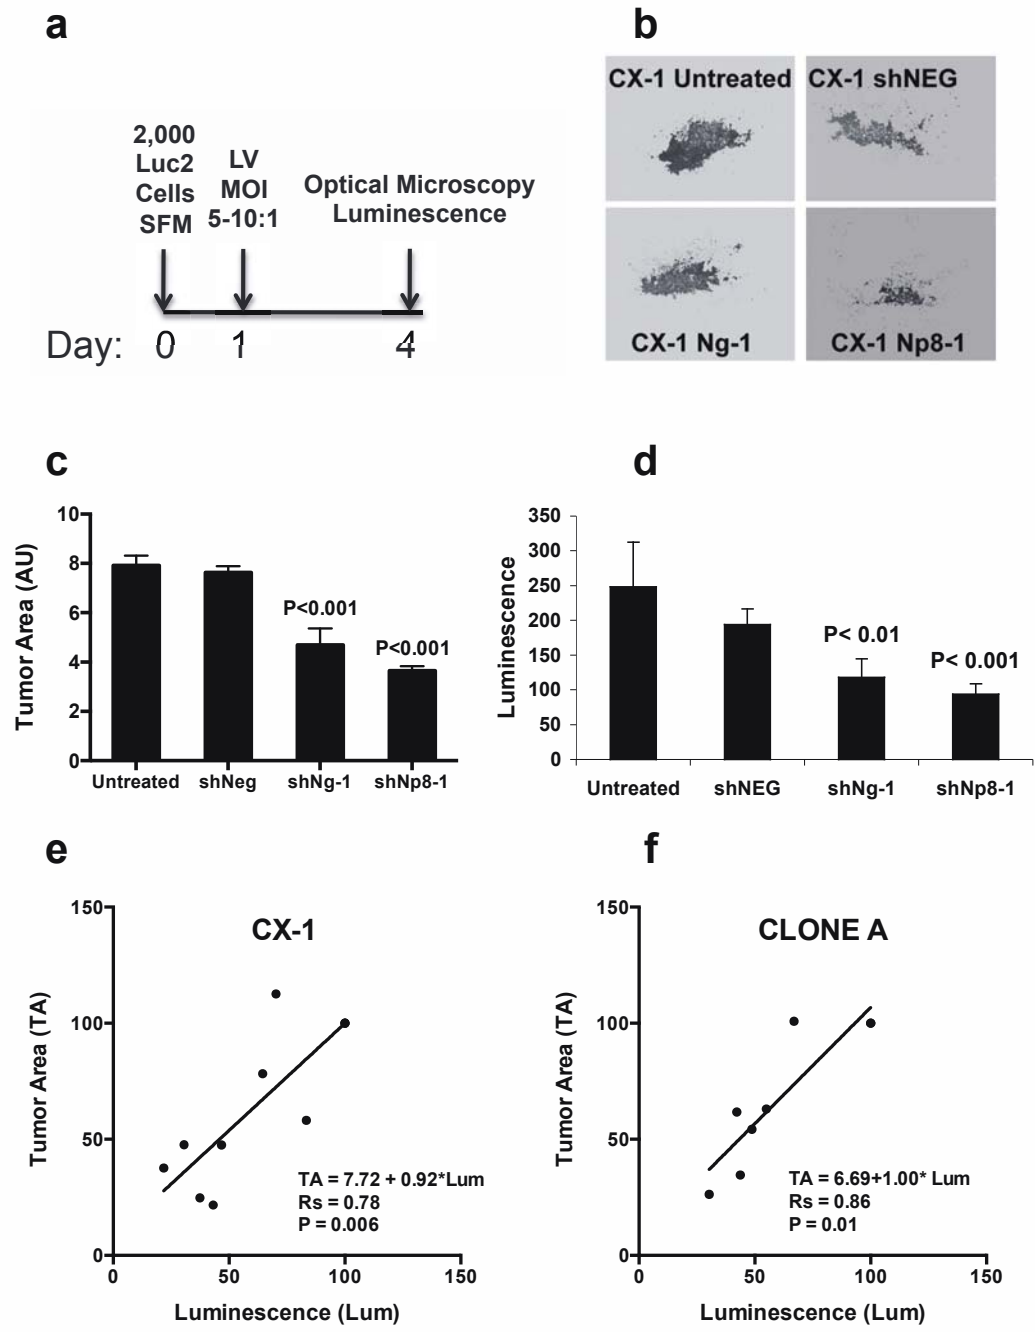 a
2,000
Luc2
Cells
SFM
LV
MOI
5-10:1
Optical Microscopy
Luminescence
Day: 0 1 4
b
CX-1 Untreated
CX-1 shNEG
CX-1 Ng-1
CX-1 Np8-1
c
Tumor Area (AU)
10
8
6
4
2
0
P<0.001
P<0.001
Untreated shNeg shNg-1 shNp8-1
d
Luminescence
350
300
250
200
150
100
50
0
P< 0.01
P< 0.001
Untreated shNEG shNg-1 shNp8-1
e
CX-1
Tumor Area (TA)
150
100
50
0
TA = 7.72 + 0.92*Lum
Rs = 0.78
P = 0.006
0 50 100 150
Luminescence (Lum)
f
CLONE A
Tumor Area (TA)
150
100
50
0
TA = 6.69+1.00* Lum
Rs = 0.86
P = 0.01
0 50 100 150
Luminescence (Lum)